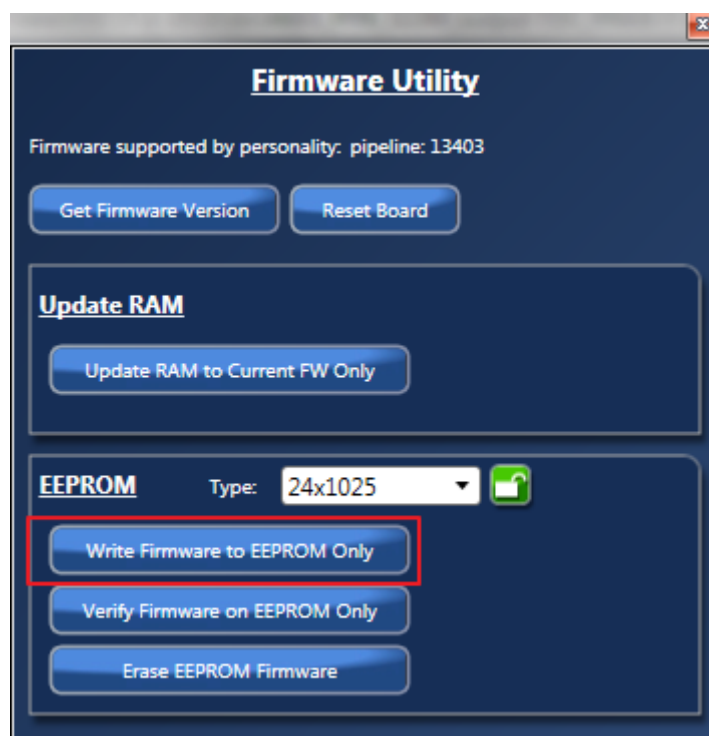 Firmware Utility
Firmware supported by personality: pipeline: 13403
Get Firmware Version Reset Board
Update RAM
Update RAM to Current FW Only
EEPROM Type: 24x1025
Write Firmware to EEPROM Only
Verify Firmware on EEPROM Only
Erase EEPROM Firmware